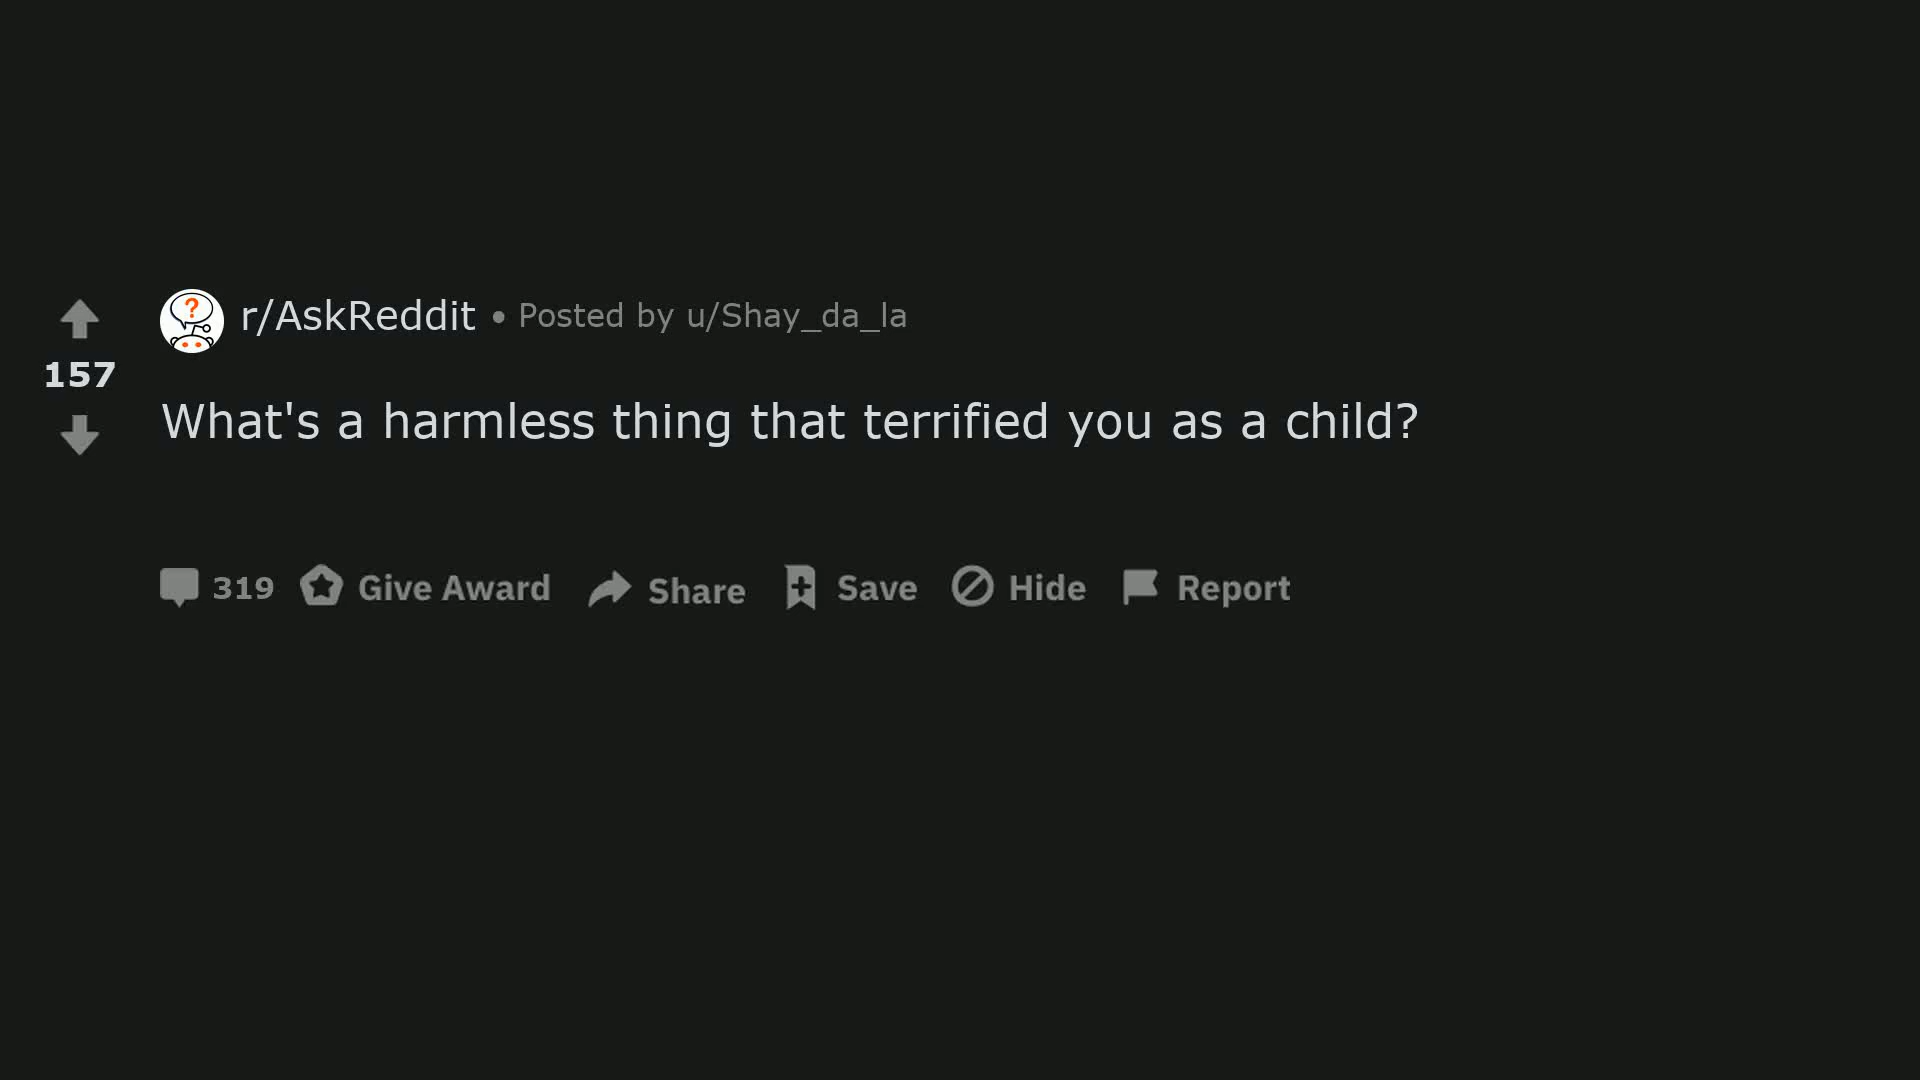 r/AskReddit • Posted by u/Shay_da_la
157
What's a harmless thing that terrified you as a child?
319 Give Award Share Save Hide Report